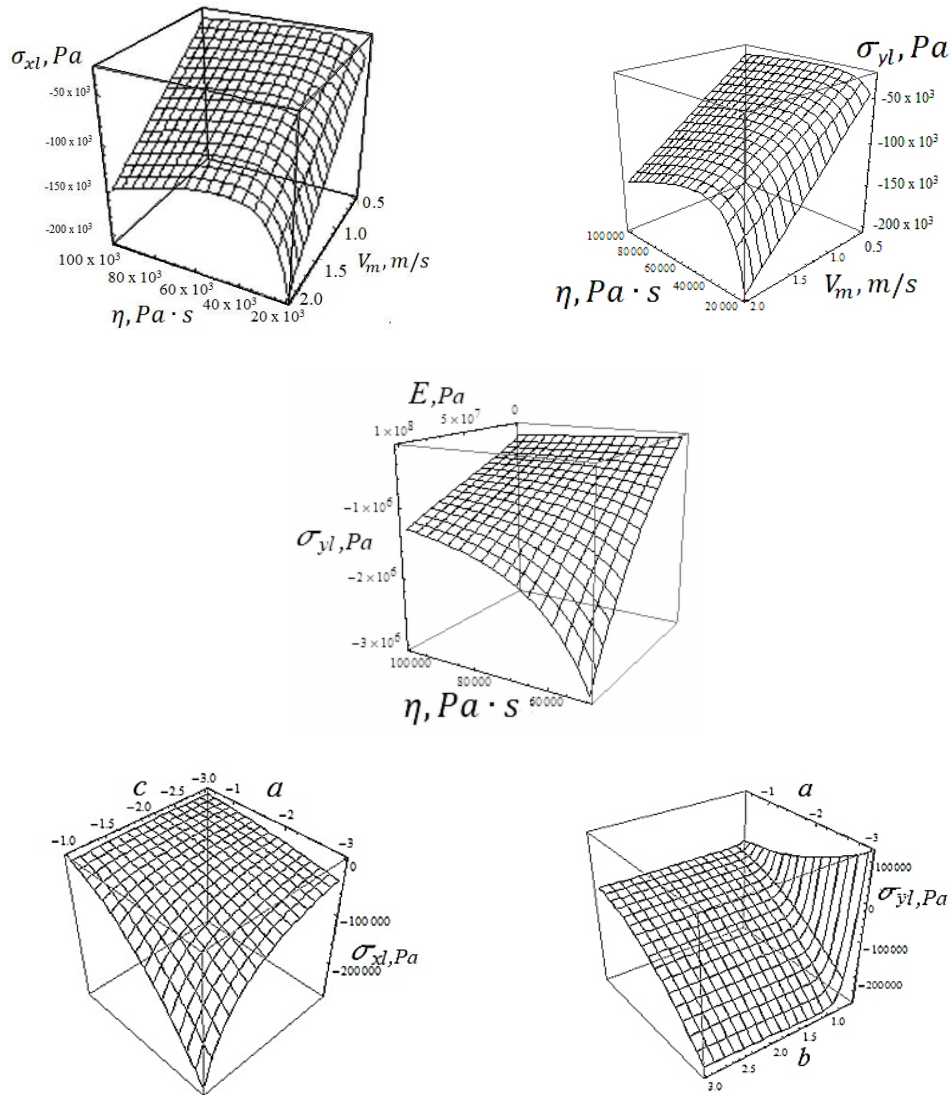 σxl, Pa
-50 x 10³
-100 x 10³
-150 x 10³
-200 x 10³
100 x 10³
80 x 10³
60 x 10³
40 x 10³
20 x 10³
η, Pa · s
0.5
1.0
1.5
2.0
Vm, m/s
σyl, Pa
-50 x 10³
-100 x 10³
-150 x 10³
-200 x 10³
100000
80000
60000
40000
20000
η, Pa · s
0.5
1.0
1.5
2.0
Vm, m/s
E,Pa
0
5×10⁷
1×10⁸
-1×10⁶
σyl,Pa
-2×10⁶
-3×10⁶
100000
80000
60000
η, Pa · s
c
-3.0
-2.5
-2.0
-1.5
-1.0
a
-1
-2
-3
0
-100000
σxl,Pa
-200000
a
-1
-2
-3
100000
σyl,Pa
0
-100000
-200000
1.0
1.5
2.0
2.5
3.0
b